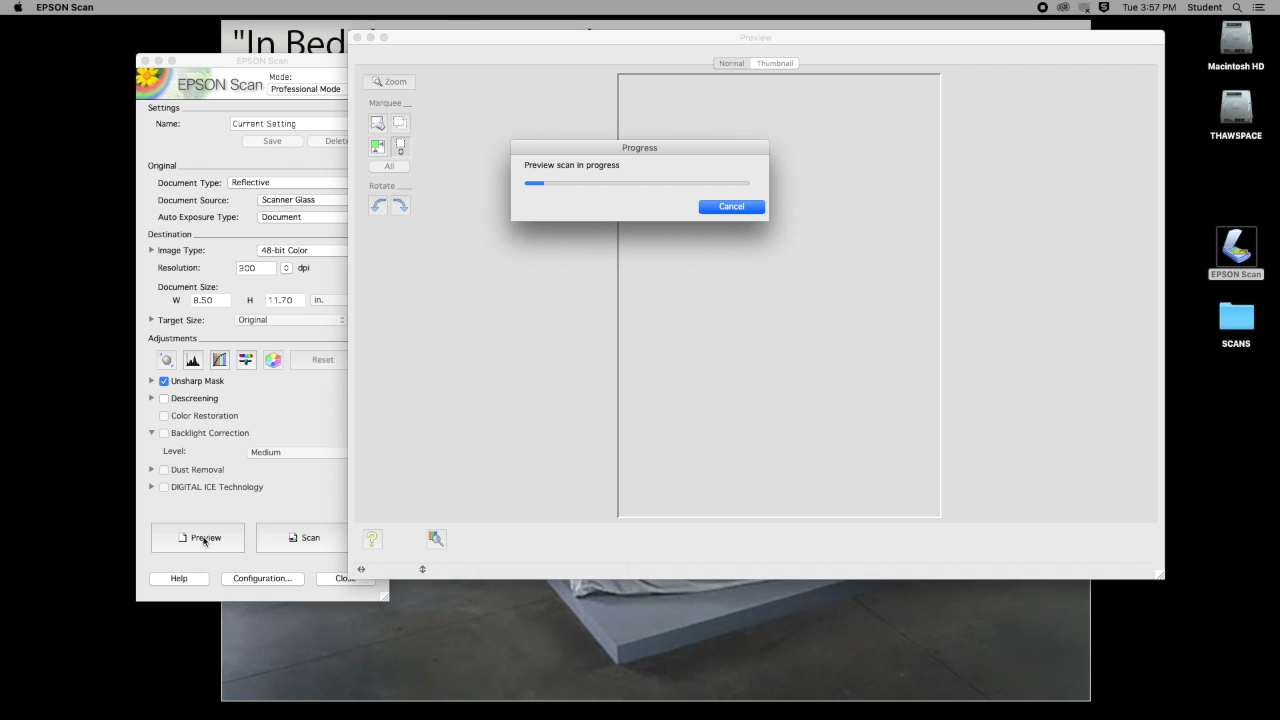 EPSON Scan
Tue 3:57 PM Student
"In Bed
Preview
Macintosh HD
EPSON Scan
Normal Thumbnail
EPSON Scan
Mode:
Professional Mode
Zoom
Settings
Marquee
Name: Current Setting
THAWSPACE
Save Delete
Progress
Preview scan in progress
Original
All
Document Type: Reflective
Rotate
Document Source: Scanner Glass
Cancel
Auto Exposure Type: Document
Destination
Image Type: 48-bit Color
Resolution: 300 dpi
EPSON Scan
Document Size:
W 8.50 H 11.70 in.
Target Size: Original
Adjustments
SCANS
Reset
Unsharp Mask
Descreening
Color Restoration
Backlight Correction
Level: Medium
Dust Removal
DIGITAL ICE Technology
Preview Scan
?
Help Configuration...